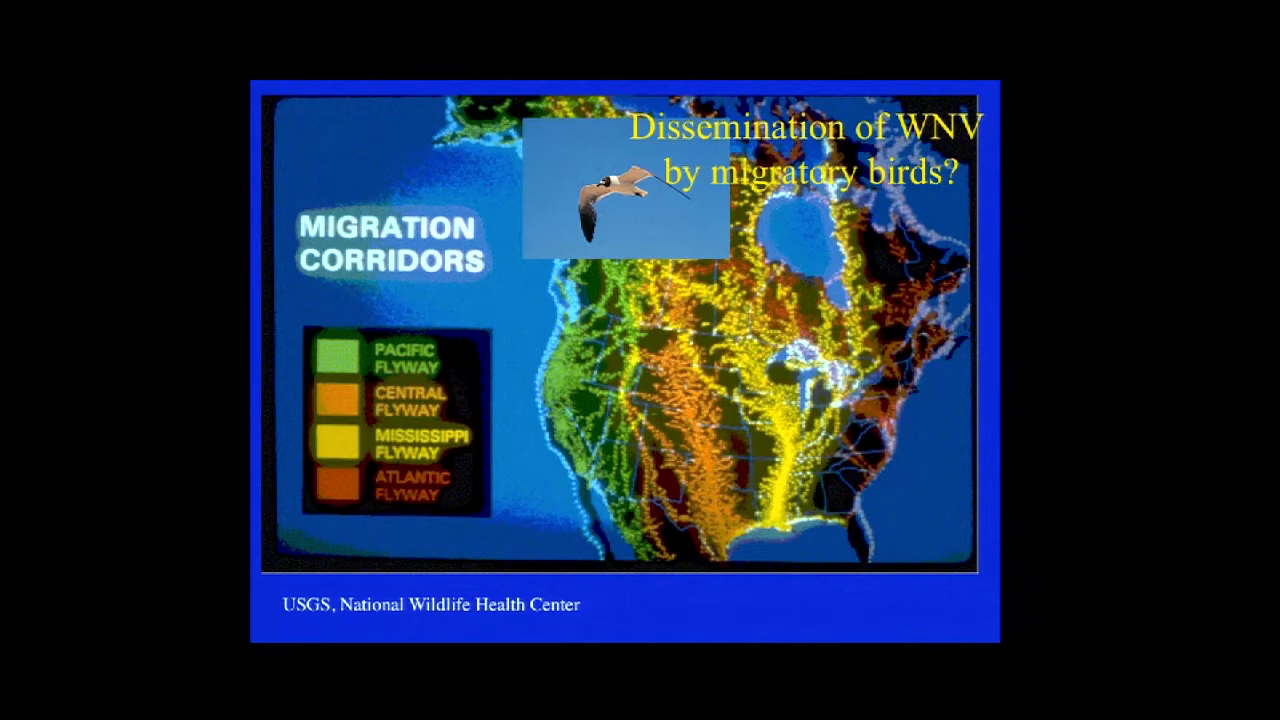 Dissemination of WNV
by migratory birds?
MIGRATION
CORRIDORS
PACIFIC
FLYWAY
CENTRAL
FLYWAY
MISSISSIPPI
FLYWAY
ATLANTIC
FLYWAY
USGS, National Wildlife Health Center